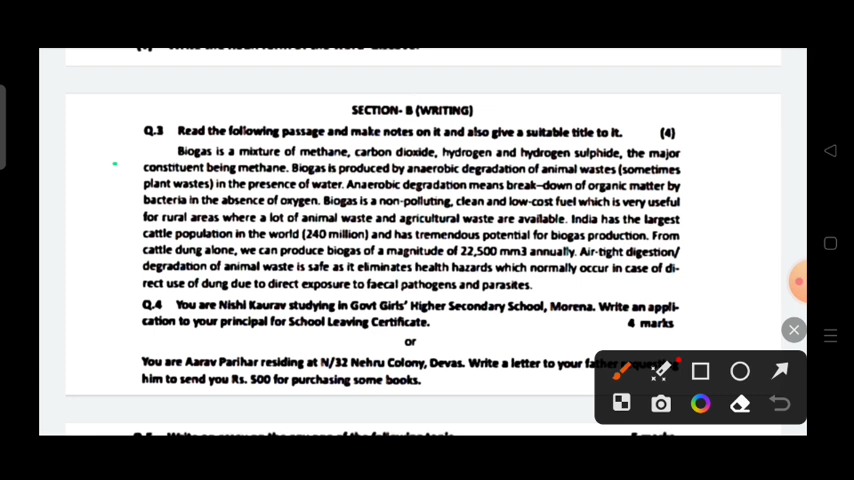 SECTION- B (WRITING)
Q.3 Read the following passage and make notes on it and also give a suitable title to it. (4)
Biogas is a mixture of methane, carbon dioxide, hydrogen and hydrogen sulphide, the major
constituent being methane. Biogas is produced by anaerobic degradation of animal wastes (sometimes
plant wastes) in the presence of water. Anaerobic degradation means break–down of organic matter by
bacteria in the absence of oxygen. Biogas is a non-polluting, clean and low-cost fuel which is very useful
for rural areas where a lot of animal waste and agricultural waste are available. India has the largest
cattle population in the world (240 million) and has tremendous potential for biogas production. From
cattle dung alone, we can produce biogas of a magnitude of 22,500 mm3 annually. Air-tight digestion/
degradation of animal waste is safe as it eliminates health hazards which normally occur in case of di-
rect use of dung due to direct exposure to faecal pathogens and parasites.
Q.4 You are Nishi Kaurav studying in Govt Girls' Higher Secondary School, Morena. Write an appli-
cation to your principal for School Leaving Certificate. 4 marks
or
You are Aarav Parihar residing at N/32 Nehru Colony, Devas. Write a letter to your father
him to send you Rs. 500 for purchasing some books.